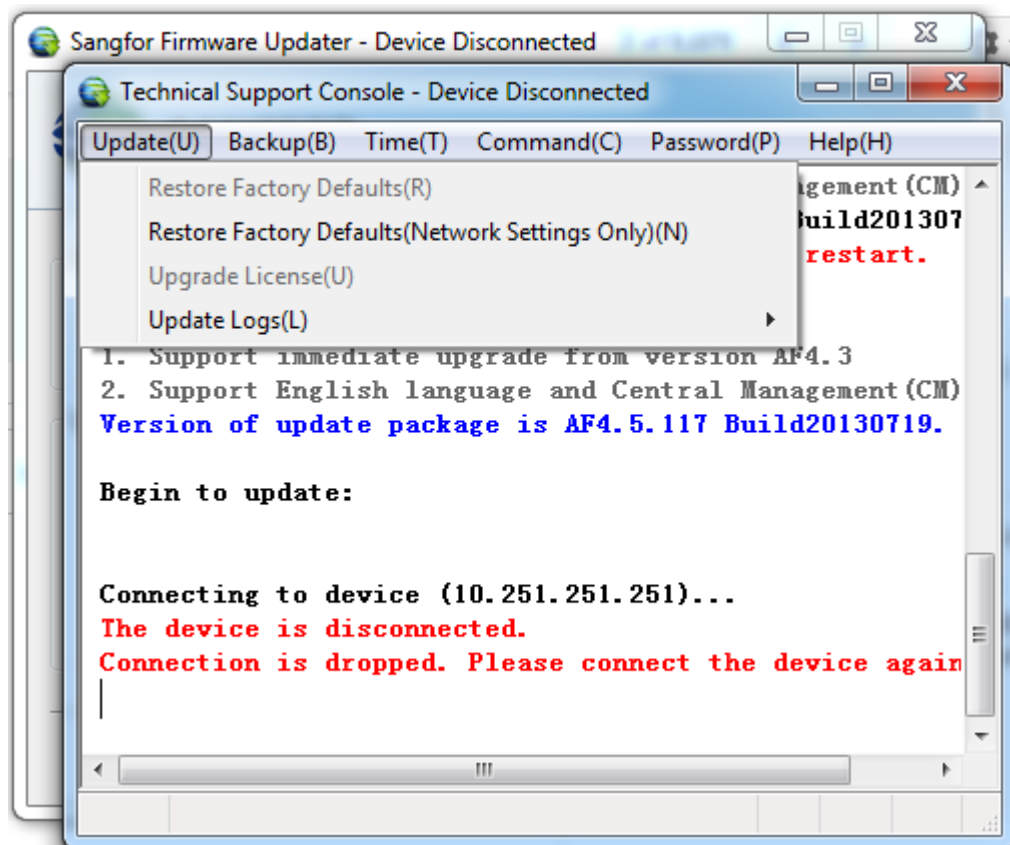 Sangfor Firmware Updater - Device Disconnected
Technical Support Console - Device Disconnected
Update(U) Backup(B) Time(T) Command(C) Password(P) Help(H)
Restore Factory Defaults(R)
Restore Factory Defaults(Network Settings Only)(N)
Upgrade License(U)
Update Logs(L)
agement(CM)
Build201307
restart.
1. Support immediate upgrade from version AF4.3
2. Support English language and Central Management(CM)
Version of update package is AF4.5.117 Build20130719.
Begin to update:
Connecting to device (10.251.251.251)...
The device is disconnected.
Connection is dropped. Please connect the device again